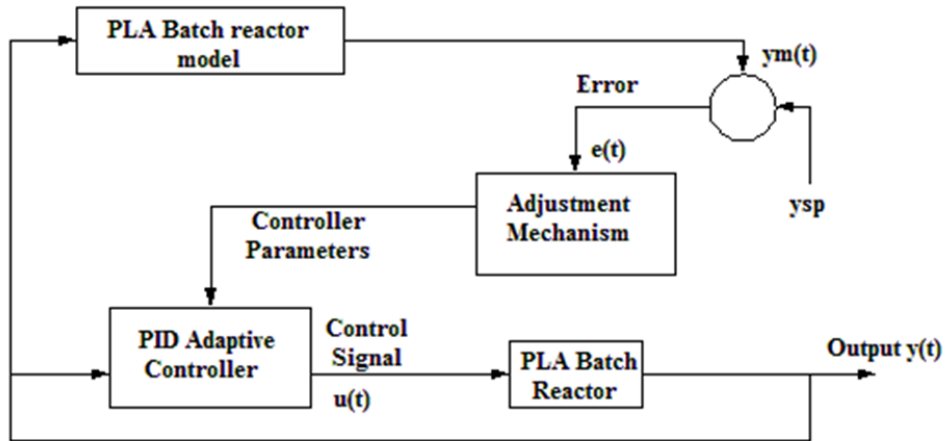 PLA Batch reactor
model
ym(t)
Error
e(t)
ysp
Adjustment
Mechanism
Controller
Parameters
PID Adaptive
Controller
Control
Signal
u(t)
PLA Batch
Reactor
Output y(t)